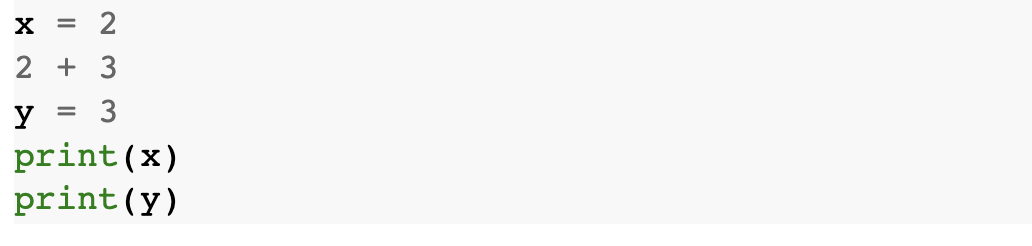 x = 2
2 + 3
y = 3
print(x)
print(y)